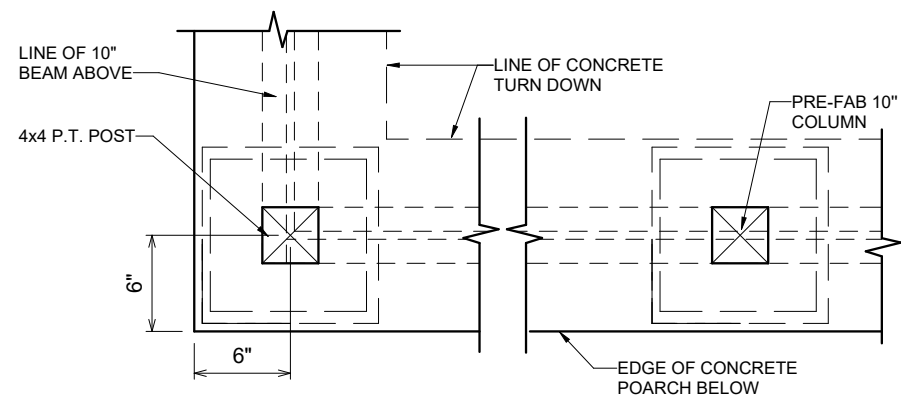 LINE OF 10"
BEAM ABOVE
4x4 P.T. POST
LINE OF CONCRETE
TURN DOWN
PRE-FAB 10"
COLUMN
6"
6"
EDGE OF CONCRETE
POARCH BELOW